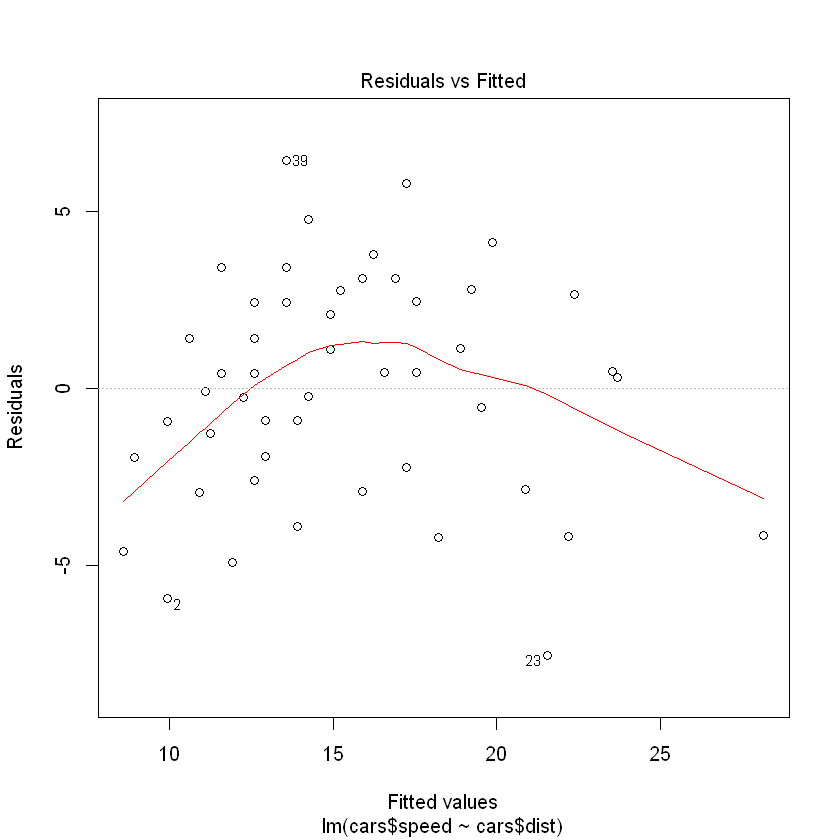 Residuals vs Fitted
39
5
0
Residuals
-5
2
23
10 15 20 25
Fitted values
lm(cars$speed ~ cars$dist)